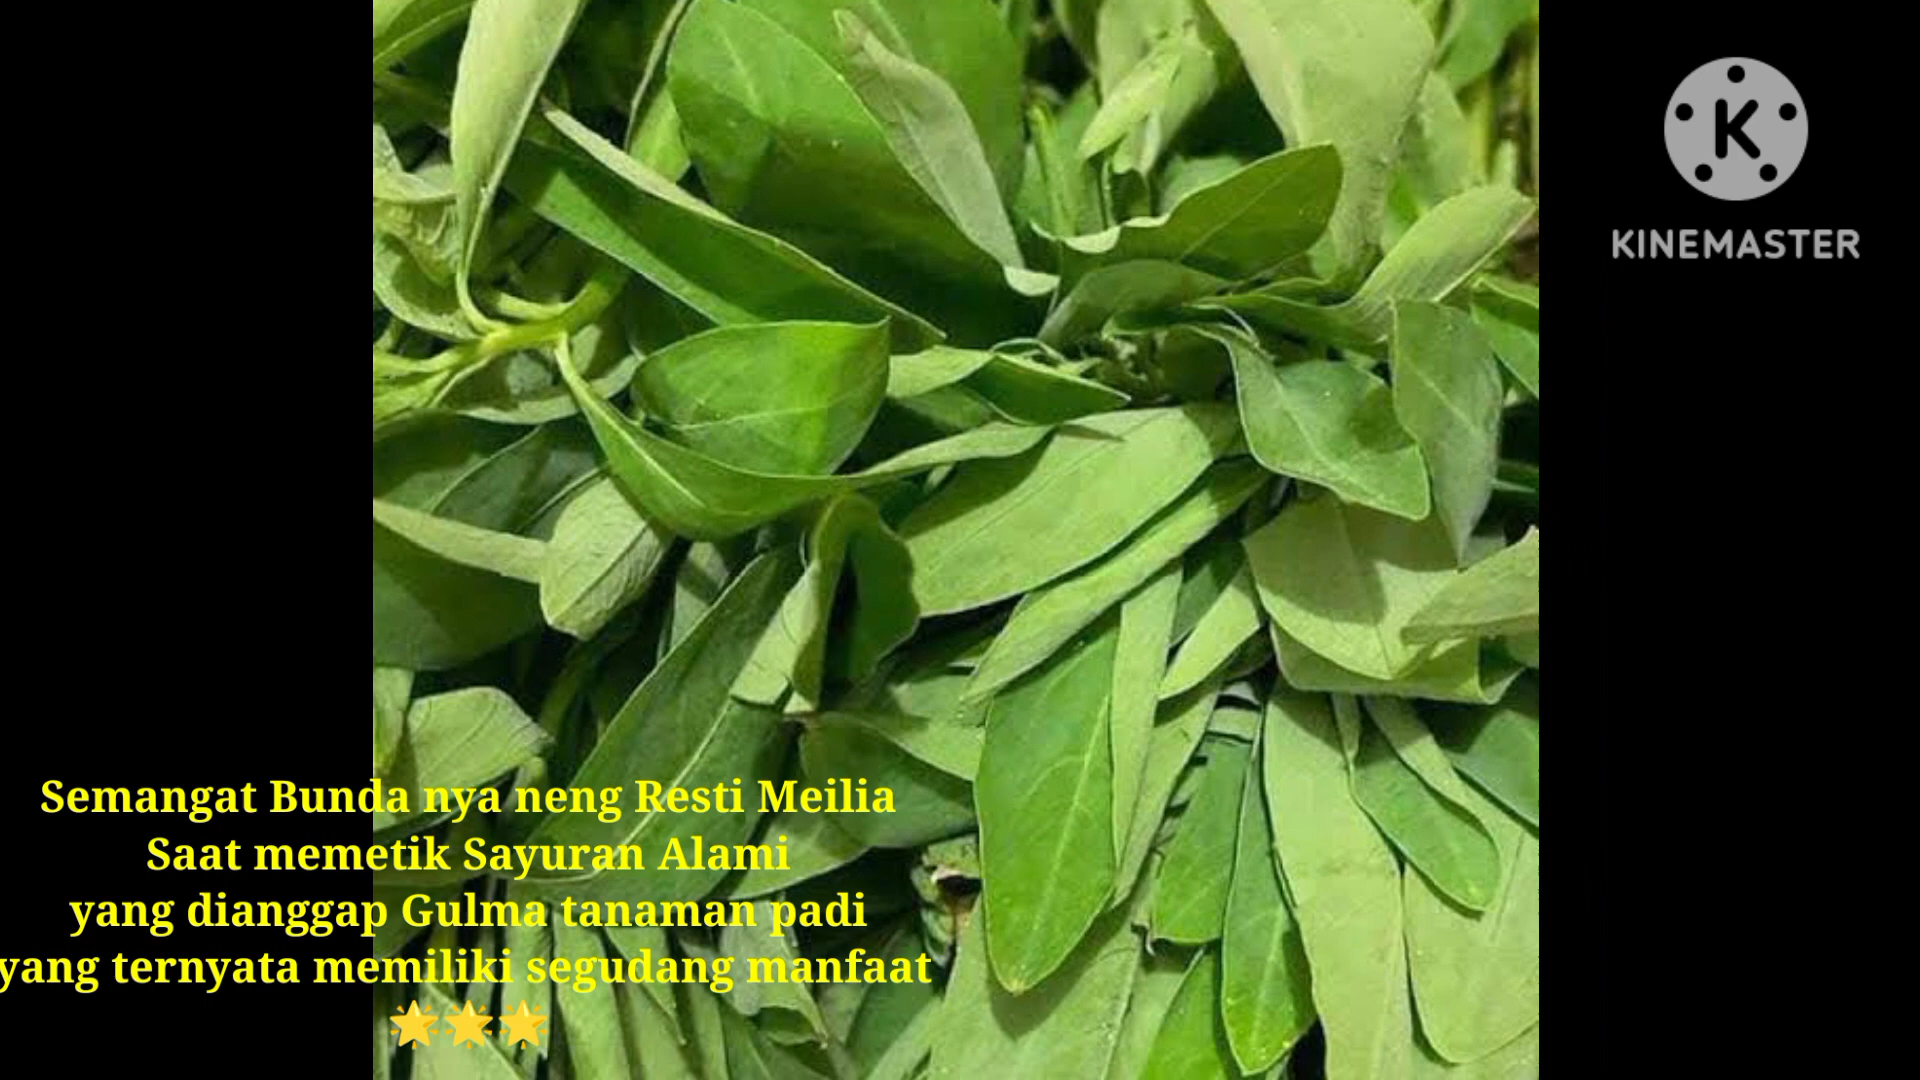 K
KINEMASTER
Semangat Bunda nya neng Resti Meilia
Saat memetik Sayuran Alami
yang dianggap Gulma tanaman padi
yang ternyata memiliki segudang manfaat
🌟🌟🌟